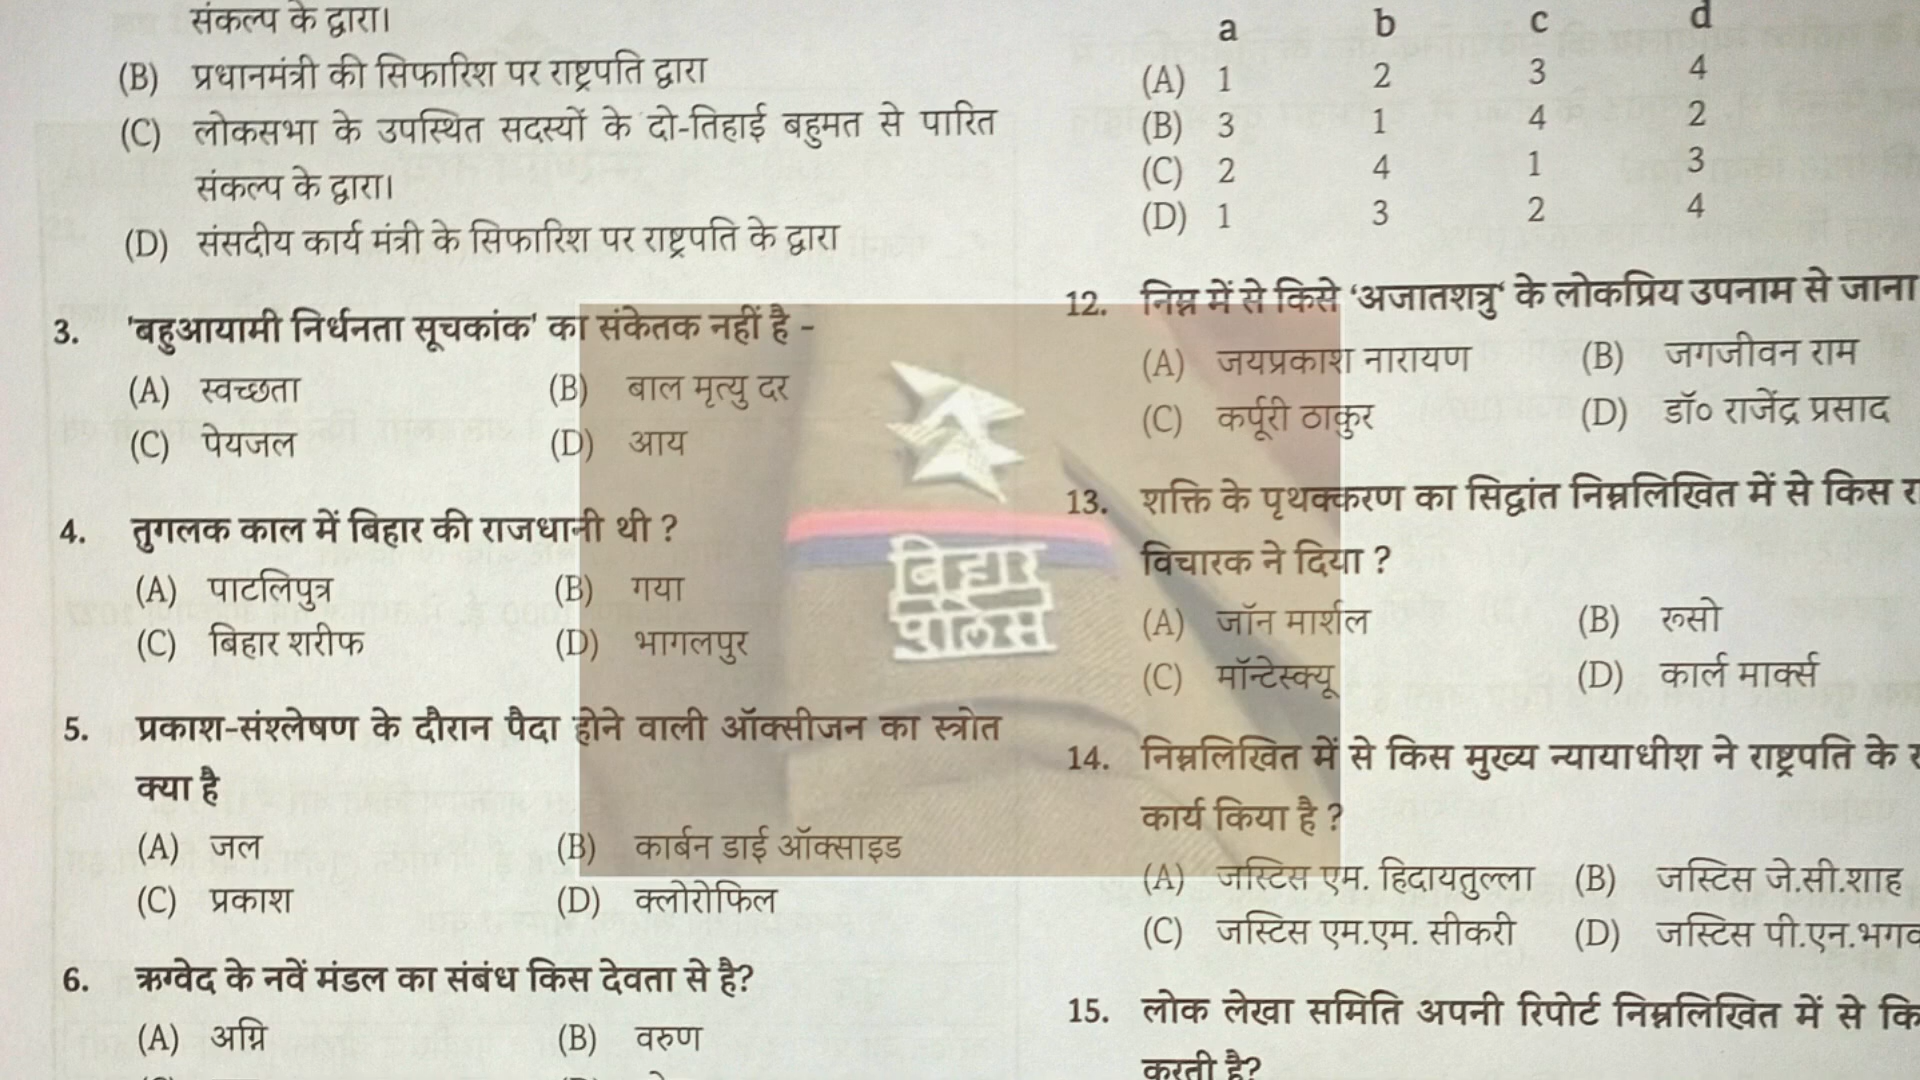 संकल्प के द्वारा।
(B) प्रधानमंत्री की सिफारिश पर राष्ट्रपति द्वारा
(C) लोकसभा के उपस्थित सदस्यों के दो-तिहाई बहुमत से पारित
संकल्प के द्वारा।
(D) संसदीय कार्य मंत्री के सिफारिश पर राष्ट्रपति के द्वारा
3. 'बहुआयामी निर्धनता सूचकांक' का संकेतक नहीं है -
(A) स्वच्छता (B) बाल मृत्यु दर
(C) पेयजल (D) आय
4. तुगलक काल में बिहार की राजधानी थी ?
(A) पाटलिपुत्र (B) गया
(C) बिहार शरीफ (D) भागलपुर
5. प्रकाश-संश्लेषण के दौरान पैदा होने वाली ऑक्सीजन का स्त्रोत
क्या है
(A) जल (B) कार्बन डाई ऑक्साइड
(C) प्रकाश (D) क्लोरोफिल
6. ऋग्वेद के नवें मंडल का संबंध किस देवता से है?
(A) अग्नि (B) वरुण
a b c d
(A) 1 2 3 4
(B) 3 1 4 2
(C) 2 4 1 3
(D) 1 3 2 4
12. निम्न में से किसे 'अजातशत्रु' के लोकप्रिय उपनाम से जाना
(A) जयप्रकाश नारायण (B) जगजीवन राम
(C) कर्पूरी ठाकुर (D) डॉ० राजेंद्र प्रसाद
13. शक्ति के पृथक्करण का सिद्धांत निम्नलिखित में से किस
विचारक ने दिया ?
(A) जॉन मार्शल (B) रूसो
(C) मॉन्टेस्क्यू (D) कार्ल मार्क्स
14. निम्नलिखित में से किस मुख्य न्यायाधीश ने राष्ट्रपति के
कार्य किया है ?
(A) जस्टिस एम. हिदायतुल्ला (B) जस्टिस जे.सी.शाह
(C) जस्टिस एम.एम. सीकरी (D) जस्टिस पी.एन.भगव
15. लोक लेखा समिति अपनी रिपोर्ट निम्नलिखित में से कि
करती है?
बिहार
पुलिस